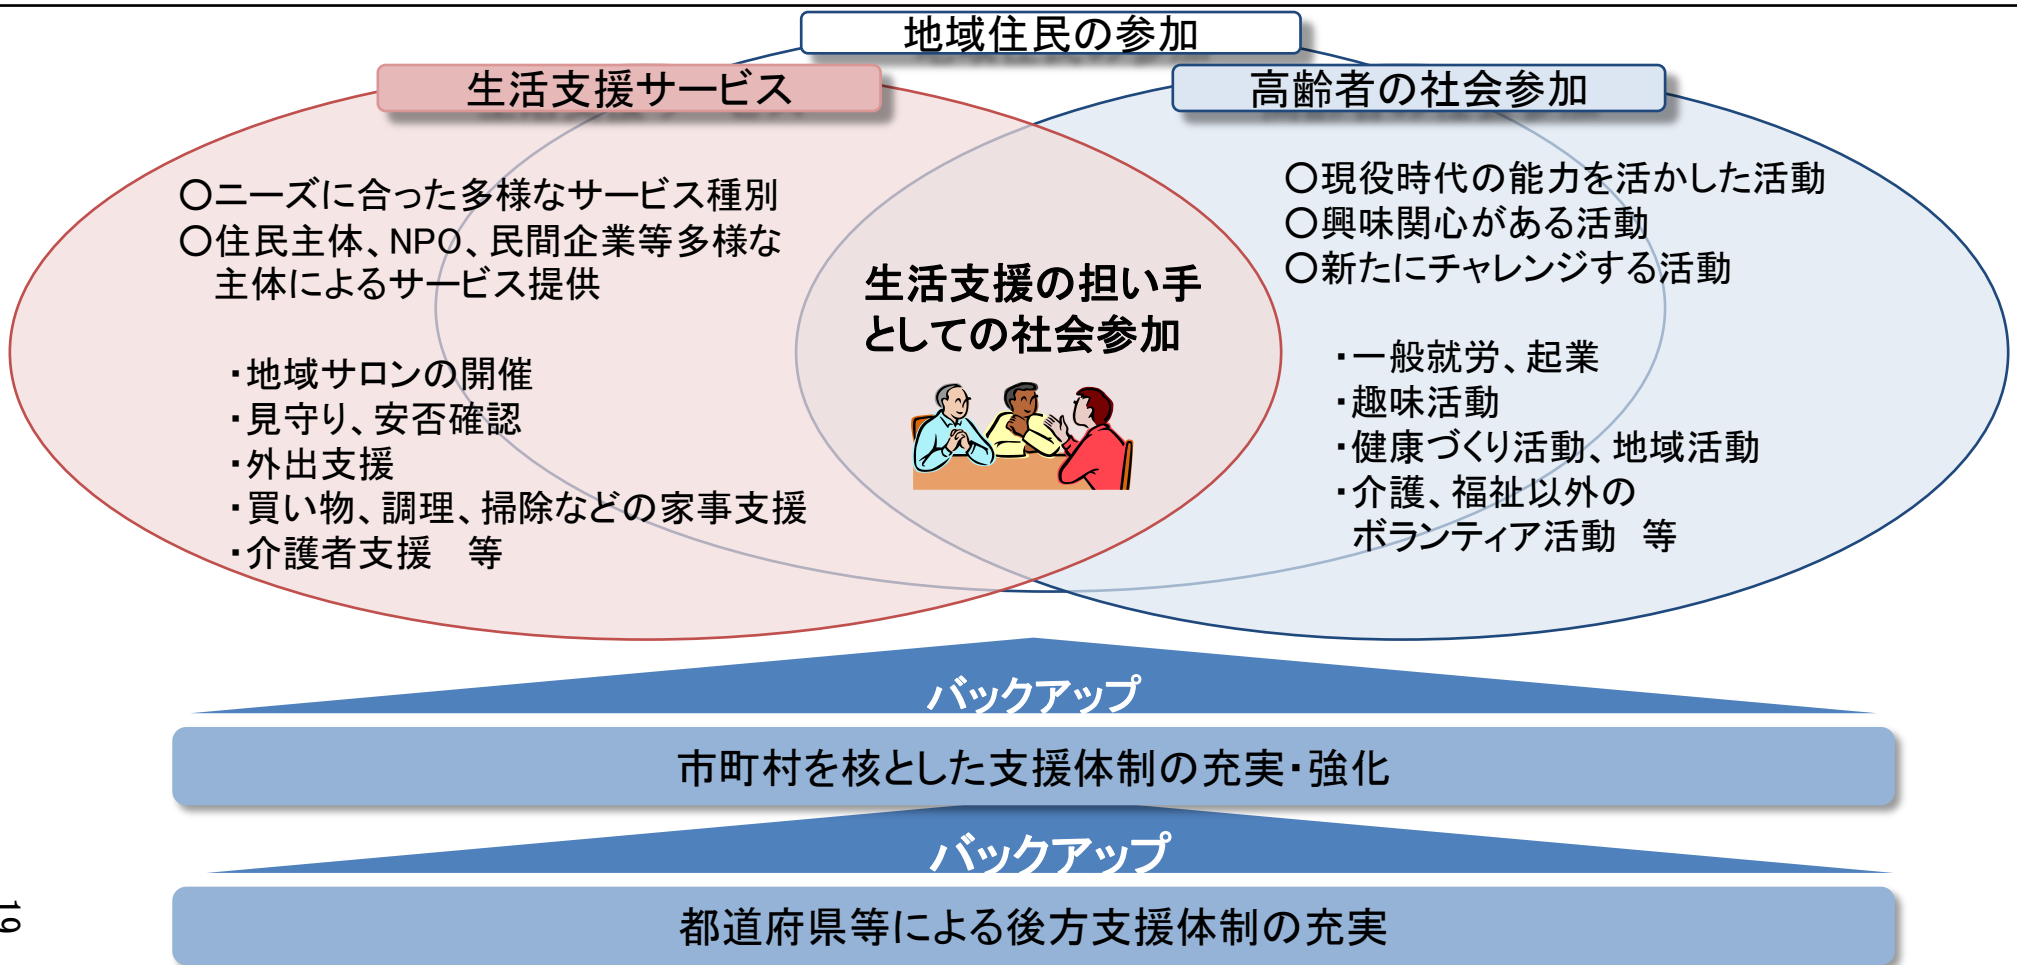 地域住民の参加
生活支援サービス
○ニーズに合った多様なサービス種別
○住民主体、NPO、民間企業等多様な
主体によるサービス提供
・地域サロンの開催
・見守り、安否確認
・外出支援
・買い物、調理、掃除などの家事支援
・介護者支援　等
生活支援の担い手
としての社会参加
高齢者の社会参加
○現役時代の能力を活かした活動
○興味関心がある活動
○新たにチャレンジする活動
・一般就労、起業
・趣味活動
・健康づくり活動、地域活動
・介護、福祉以外の
ボランティア活動　等
バックアップ
市町村を核とした支援体制の充実・強化
バックアップ
都道府県等による後方支援体制の充実
19